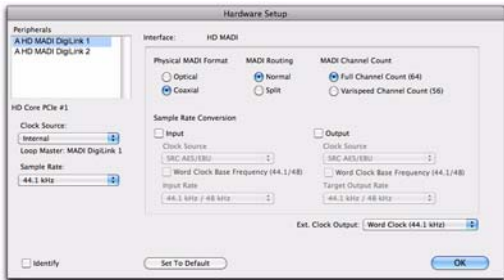 Hardware Setup
Peripherals
A HD MADI DigiLink 1
A HD MADI DigiLink 2
HD Core PCIe #1
Clock Source:
Internal
Loop Master: MADI DigiLink 1
Sample Rate:
44.1 kHz
Identify
Interface: HD MADI
Physical MADI Format
Optical
Coaxial
MADI Routing
Normal
Split
MADI Channel Count
Full Channel Count (64)
Varispeed Channel Count (56)
Sample Rate Conversion
Input
Clock Source
SRC AES/EBU
Word Clock Base Frequency (44.1/48)
Input Rate
44.1 kHz / 48 kHz
Output
Clock Source
SRC AES/EBU
Word Clock Base Frequency (44.1/48)
Target Output Rate
44.1 kHz / 48 kHz
Ext. Clock Output: Word Clock (44.1 kHz)
Set To Default
OK